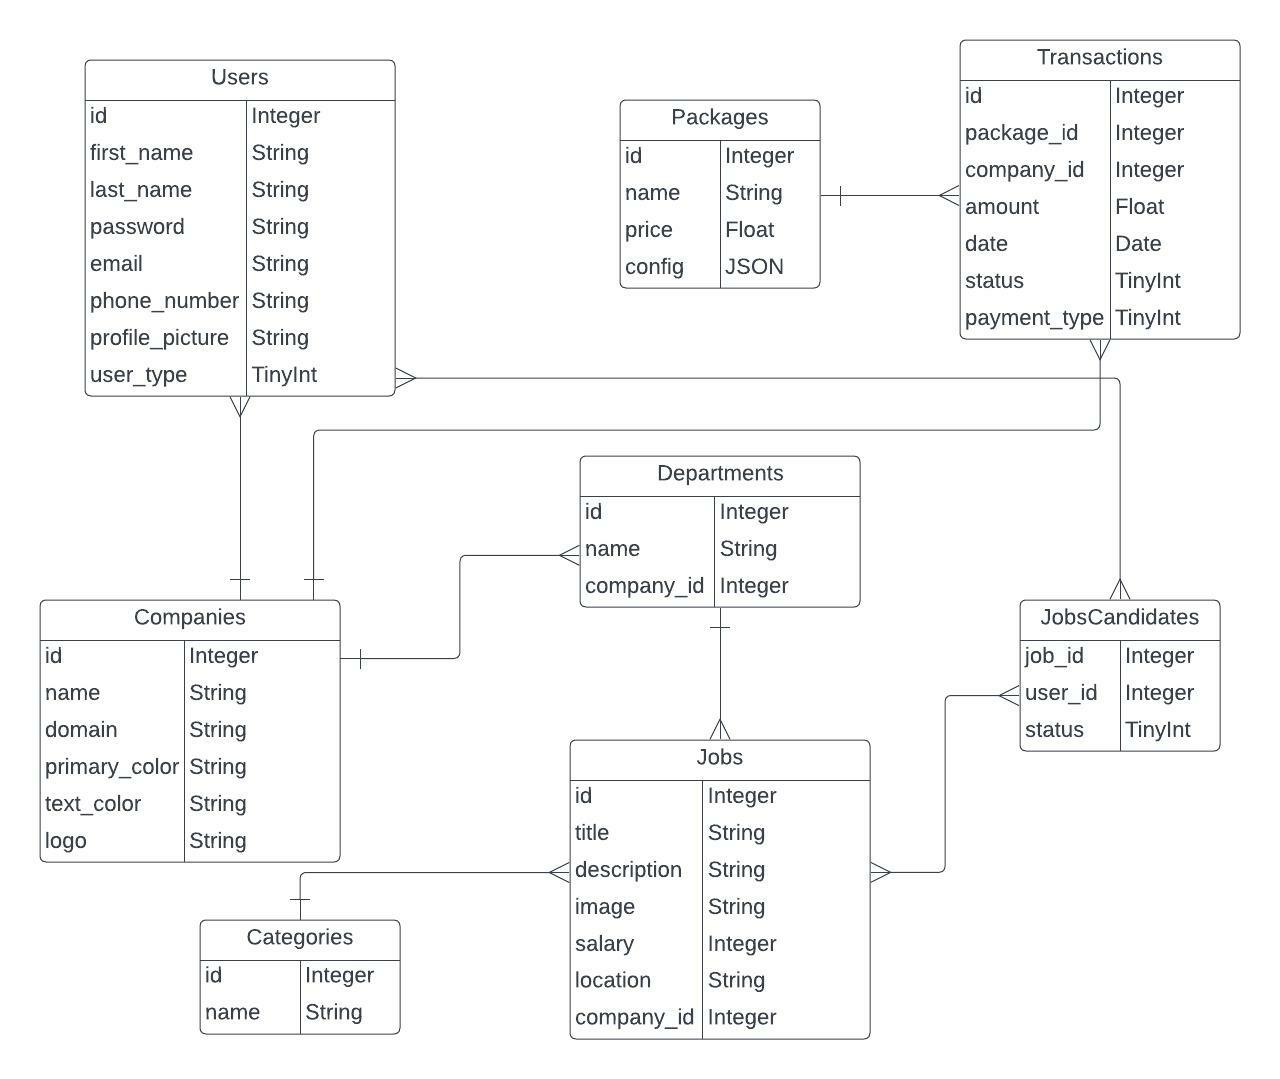 Users
id Integer
first_name String
last_name String
password String
email String
phone_number String
profile_picture String
user_type TinyInt
Packages
id Integer
name String
price Float
config JSON
Transactions
id Integer
package_id Integer
company_id Integer
amount Float
date Date
status TinyInt
payment_type TinyInt
Departments
id Integer
name String
company_id Integer
Companies
id Integer
name String
domain String
primary_color String
text_color String
logo String
JobsCandidates
job_id Integer
user_id Integer
status TinyInt
Jobs
id Integer
title String
description String
image String
salary Integer
location String
company_id Integer
Categories
id Integer
name String